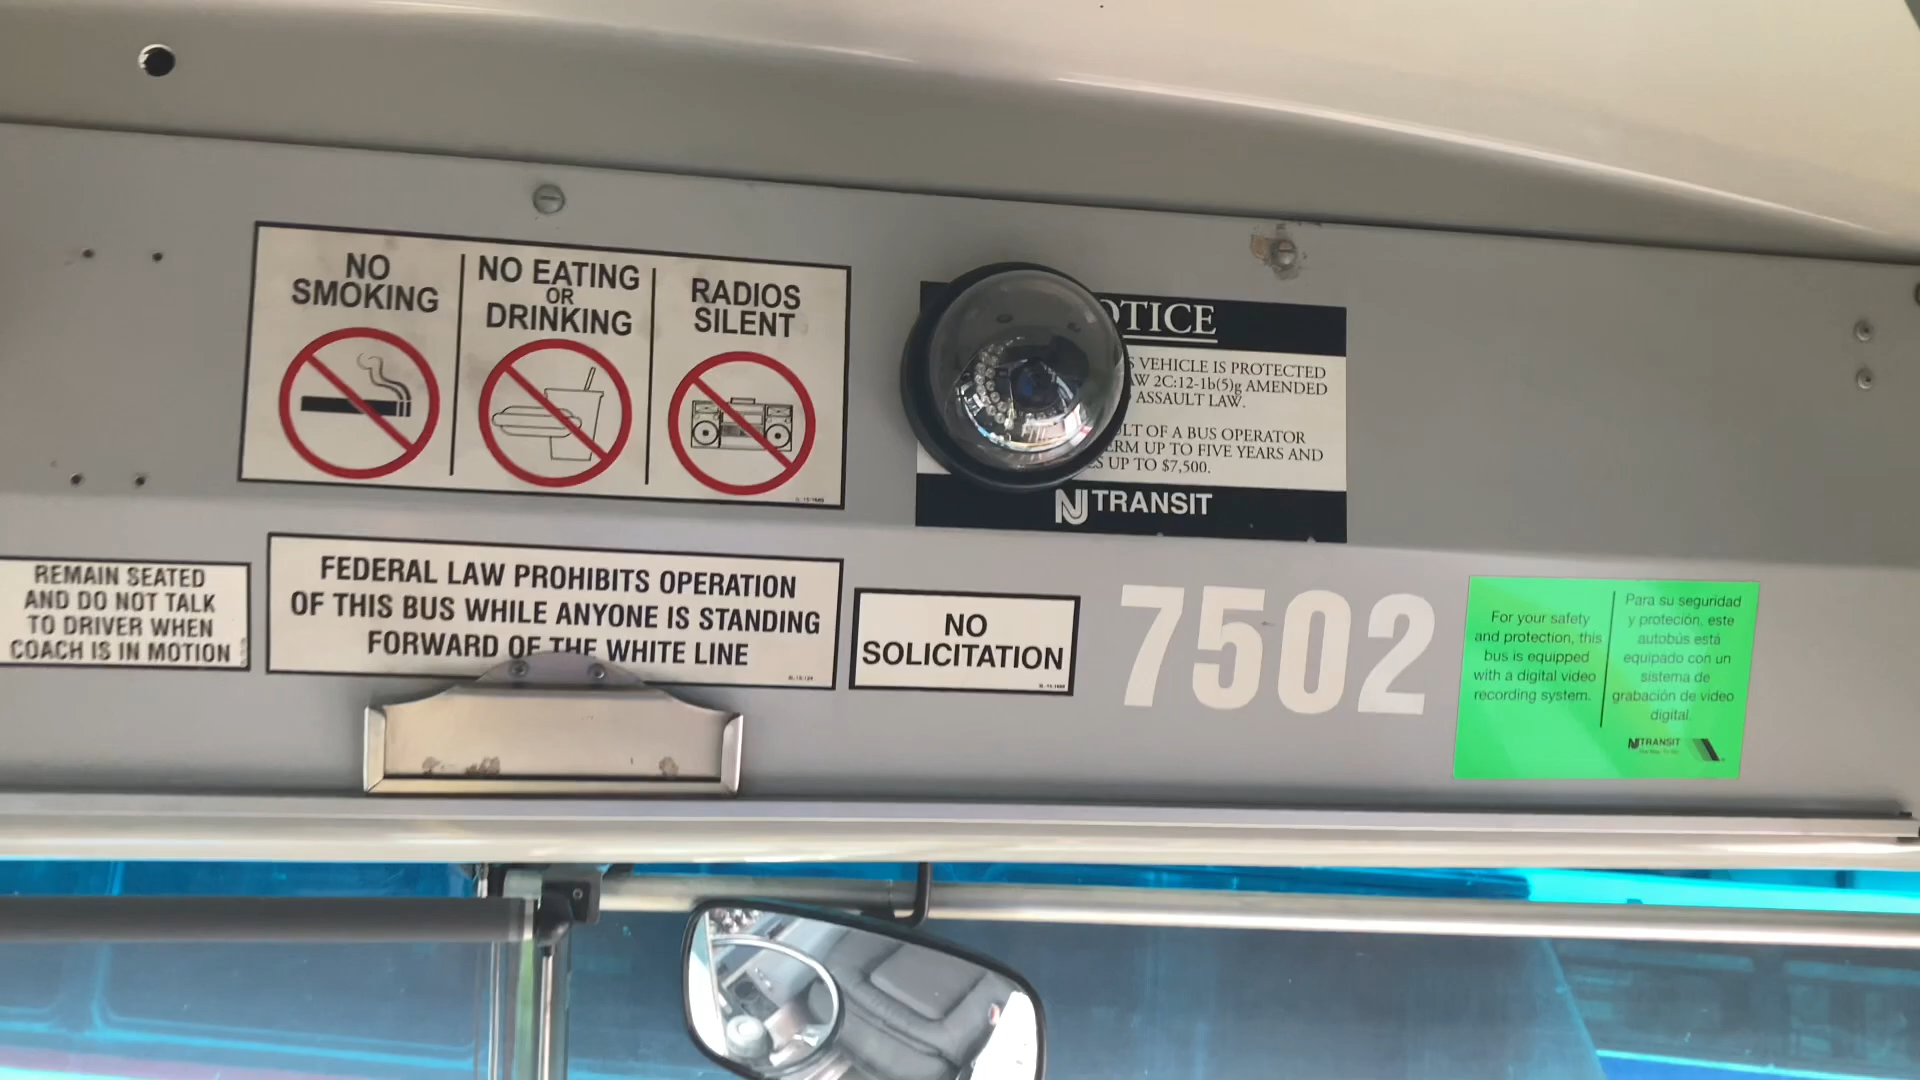 NO
SMOKING
NO EATING
OR
DRINKING
RADIOS
SILENT
OTICE
VEHICLE IS PROTECTED
AW 2C:12-1b(5)g AMENDED
ASSAULT LAW.
ULT OF A BUS OPERATOR
ERM UP TO FIVE YEARS AND
UP TO $7,500.
NJ TRANSIT
REMAIN SEATED
AND DO NOT TALK
TO DRIVER WHEN
COACH IS IN MOTION
FEDERAL LAW PROHIBITS OPERATION
OF THIS BUS WHILE ANYONE IS STANDING
FORWARD OF THE WHITE LINE
NO
SOLICITATION
7502
For your safety
and protection, this
bus is equipped
with a digital video
recording system.
Para su seguridad
y proteción, este
autobús está
equipado con un
sistema de
grabación de video
digital.
NJ TRANSIT